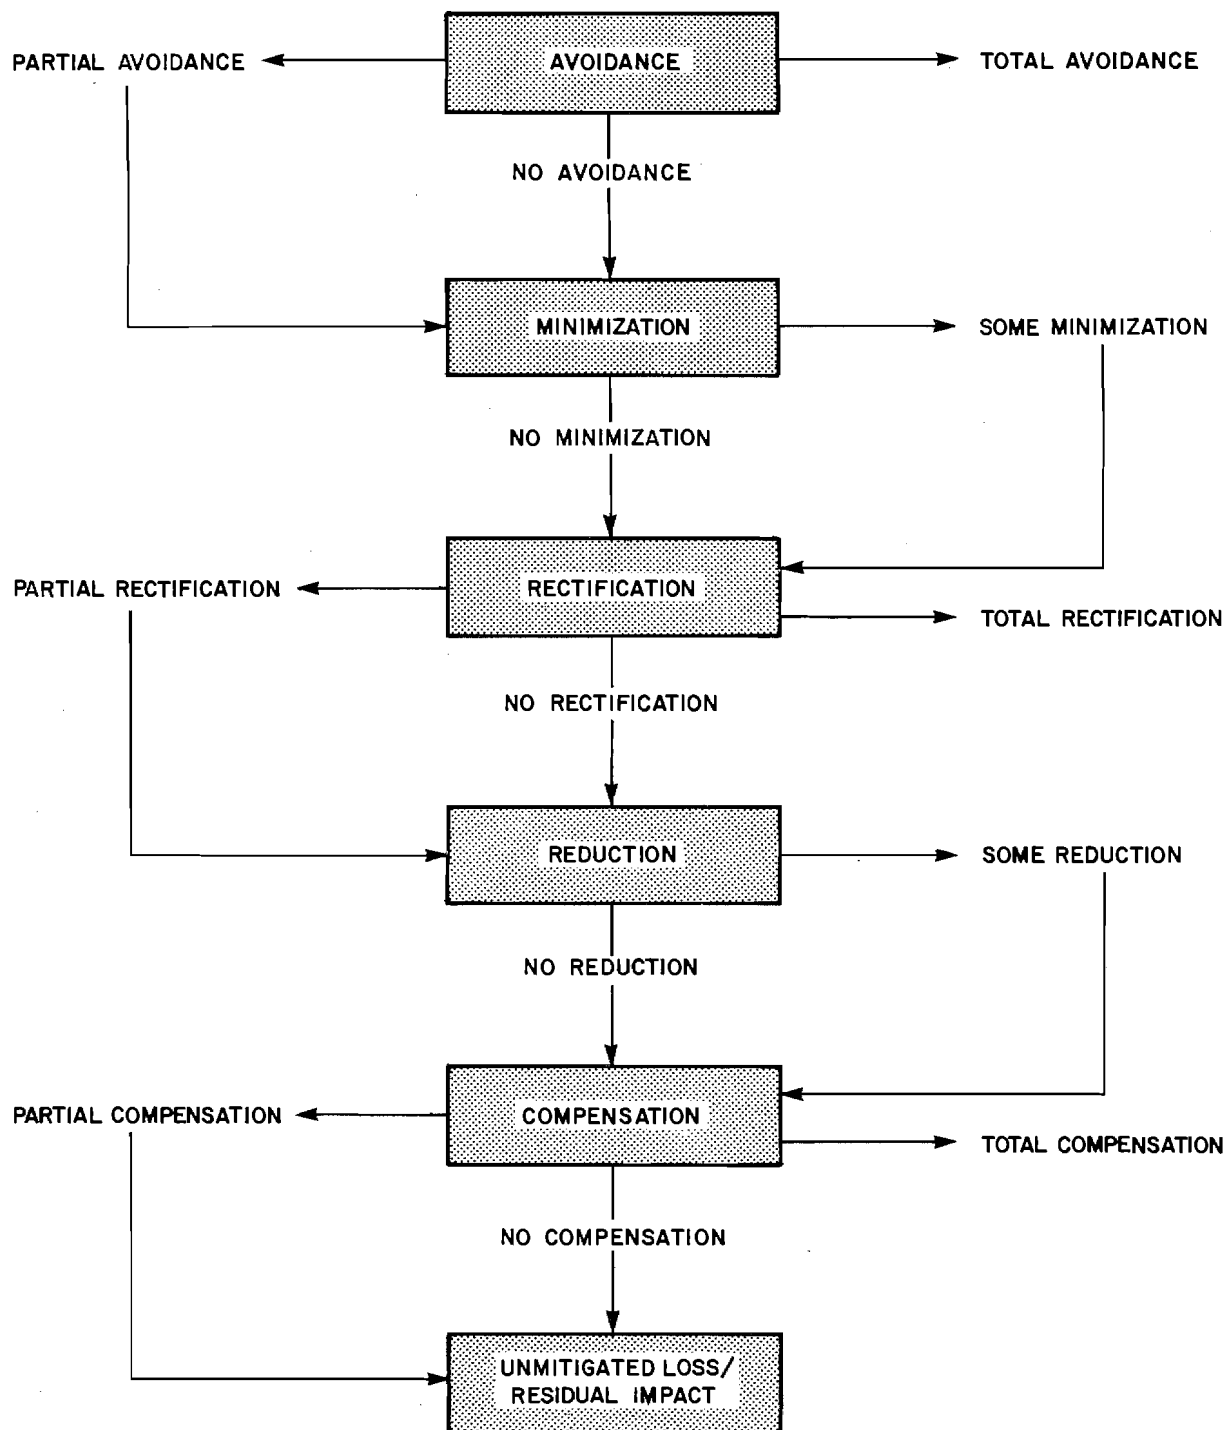 PARTIAL AVOIDANCE
AVOIDANCE
TOTAL AVOIDANCE
NO AVOIDANCE
MINIMIZATION
SOME MINIMIZATION
NO MINIMIZATION
PARTIAL RECTIFICATION
RECTIFICATION
TOTAL RECTIFICATION
NO RECTIFICATION
REDUCTION
SOME REDUCTION
NO REDUCTION
PARTIAL COMPENSATION
COMPENSATION
TOTAL COMPENSATION
NO COMPENSATION
UNMITIGATED LOSS/
RESIDUAL IMPACT